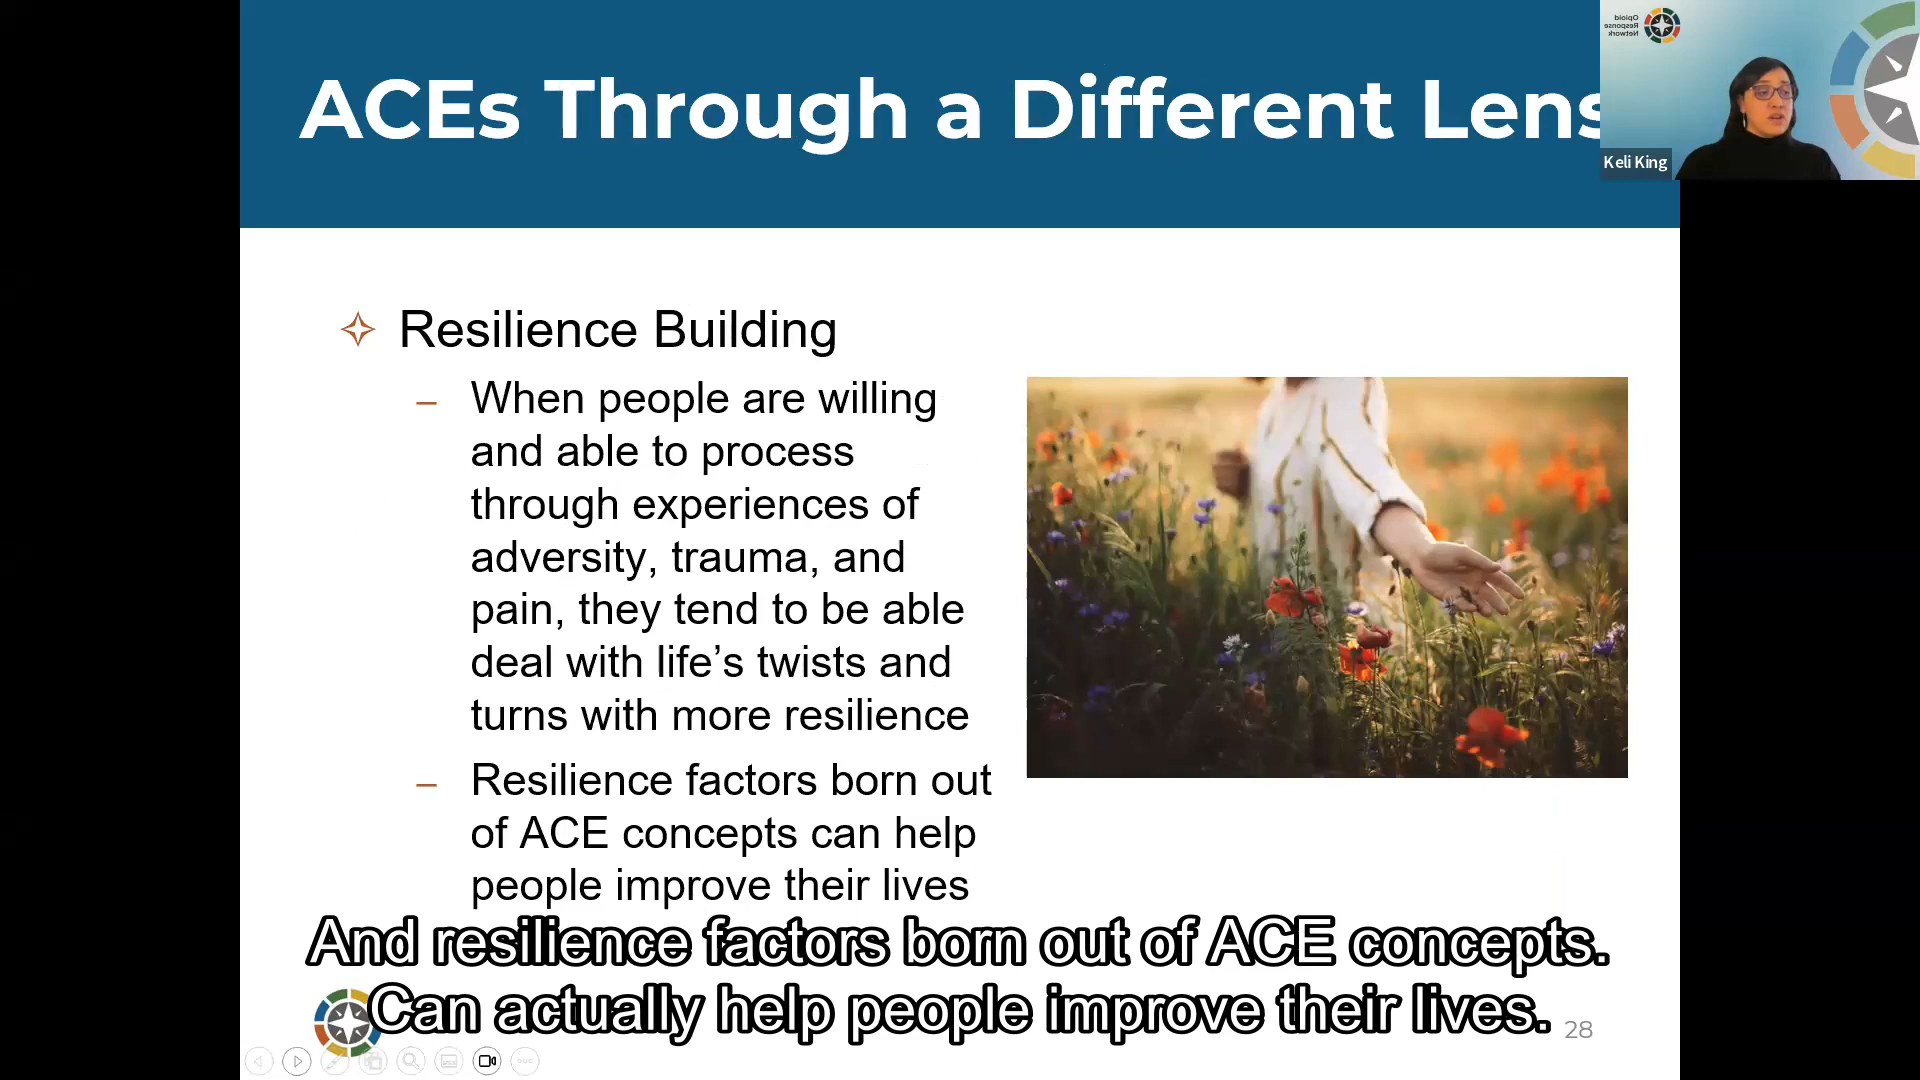 ACEs Through a Different Lens
Opioid
Response
Network
Keli King
Resilience Building
– When people are willing
and able to process
through experiences of
adversity, trauma, and
pain, they tend to be able
deal with life’s twists and
turns with more resilience
– Resilience factors born out
of ACE concepts can help
people improve their lives
And resilience factors born out of ACE concepts.
Can actually help people improve their lives.
28